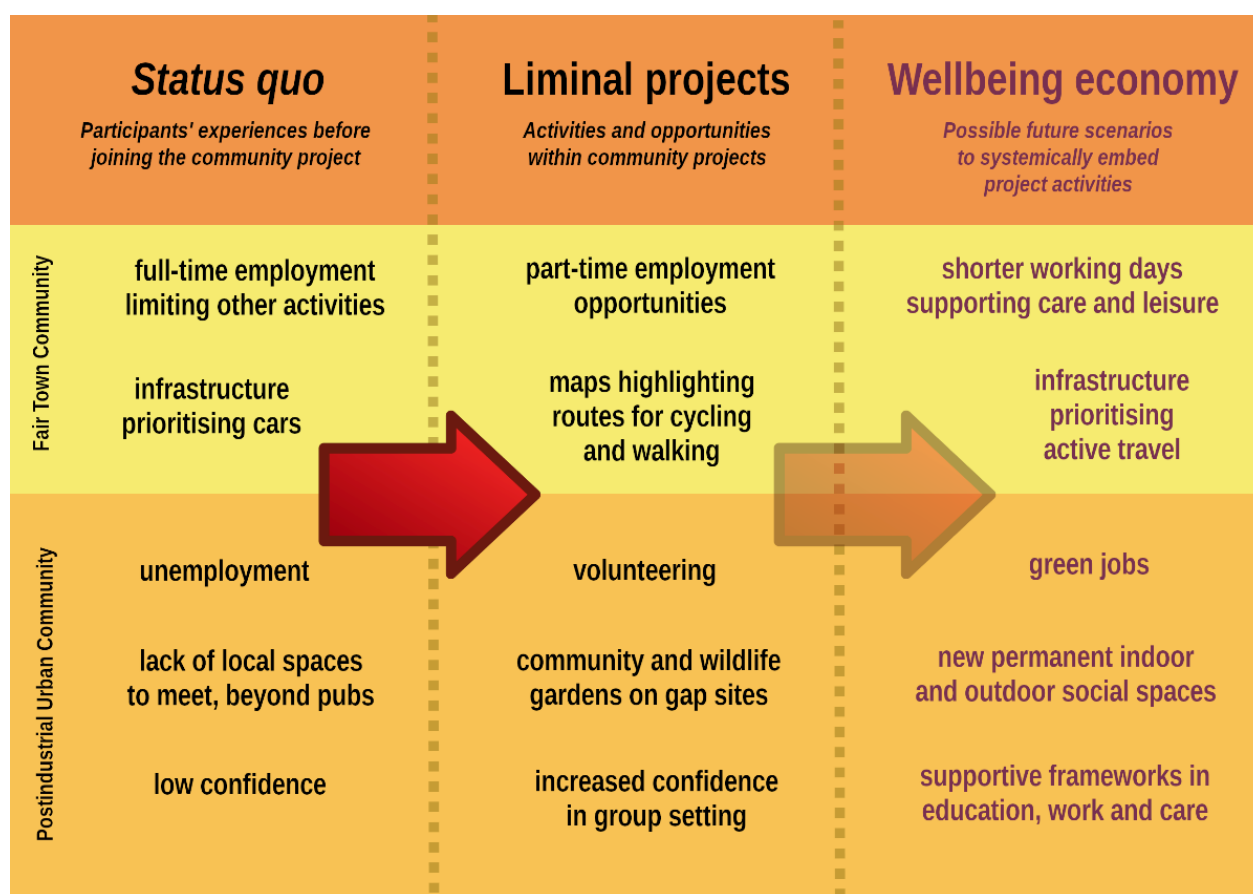 Status quo
Participants' experiences before
joining the community project
Liminal projects
Activities and opportunities
within community projects
Wellbeing economy
Possible future scenarios
to systemically embed
project activities
Fair Town Community
full-time employment
limiting other activities
part-time employment
opportunities
shorter working days
supporting care and leisure
infrastructure
prioritising cars
maps highlighting
routes for cycling
and walking
infrastructure
prioritising
active travel
Postindustrial Urban Community
unemployment
volunteering
green jobs
lack of local spaces
to meet, beyond pubs
community and wildlife
gardens on gap sites
new permanent indoor
and outdoor social spaces
low confidence
increased confidence
in group setting
supportive frameworks in
education, work and care